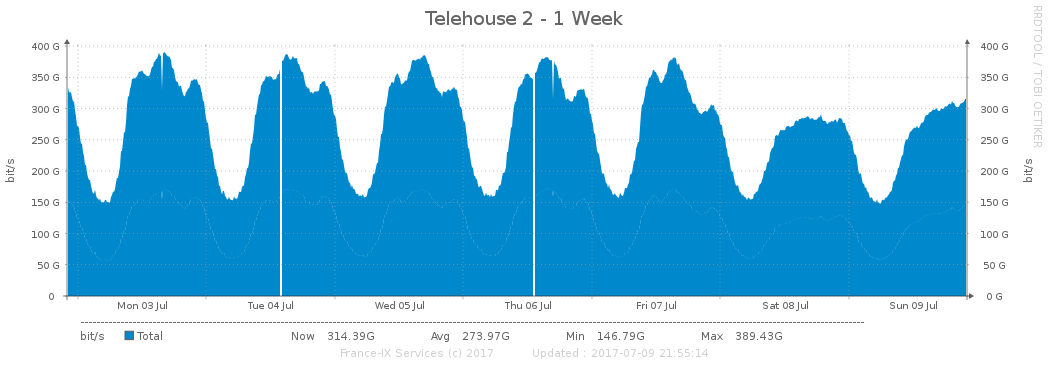 Telehouse 2 - 1 Week
RRDTOOL / TOBI OETIKER
bit/s
400 G 400 G
350 G 350 G
300 G 300 G
250 G 250 G
200 G 200 G
150 G 150 G
100 G 100 G
50 G 50 G
0 0 G
bit/s
Mon 03 Jul Tue 04 Jul Wed 05 Jul Thu 06 Jul Fri 07 Jul Sat 08 Jul Sun 09 Jul
bit/s Total Now 314.39G Avg 273.97G Min 146.79G Max 389.43G
France-IX Services (c) 2017 Updated : 2017-07-09 21:55:14